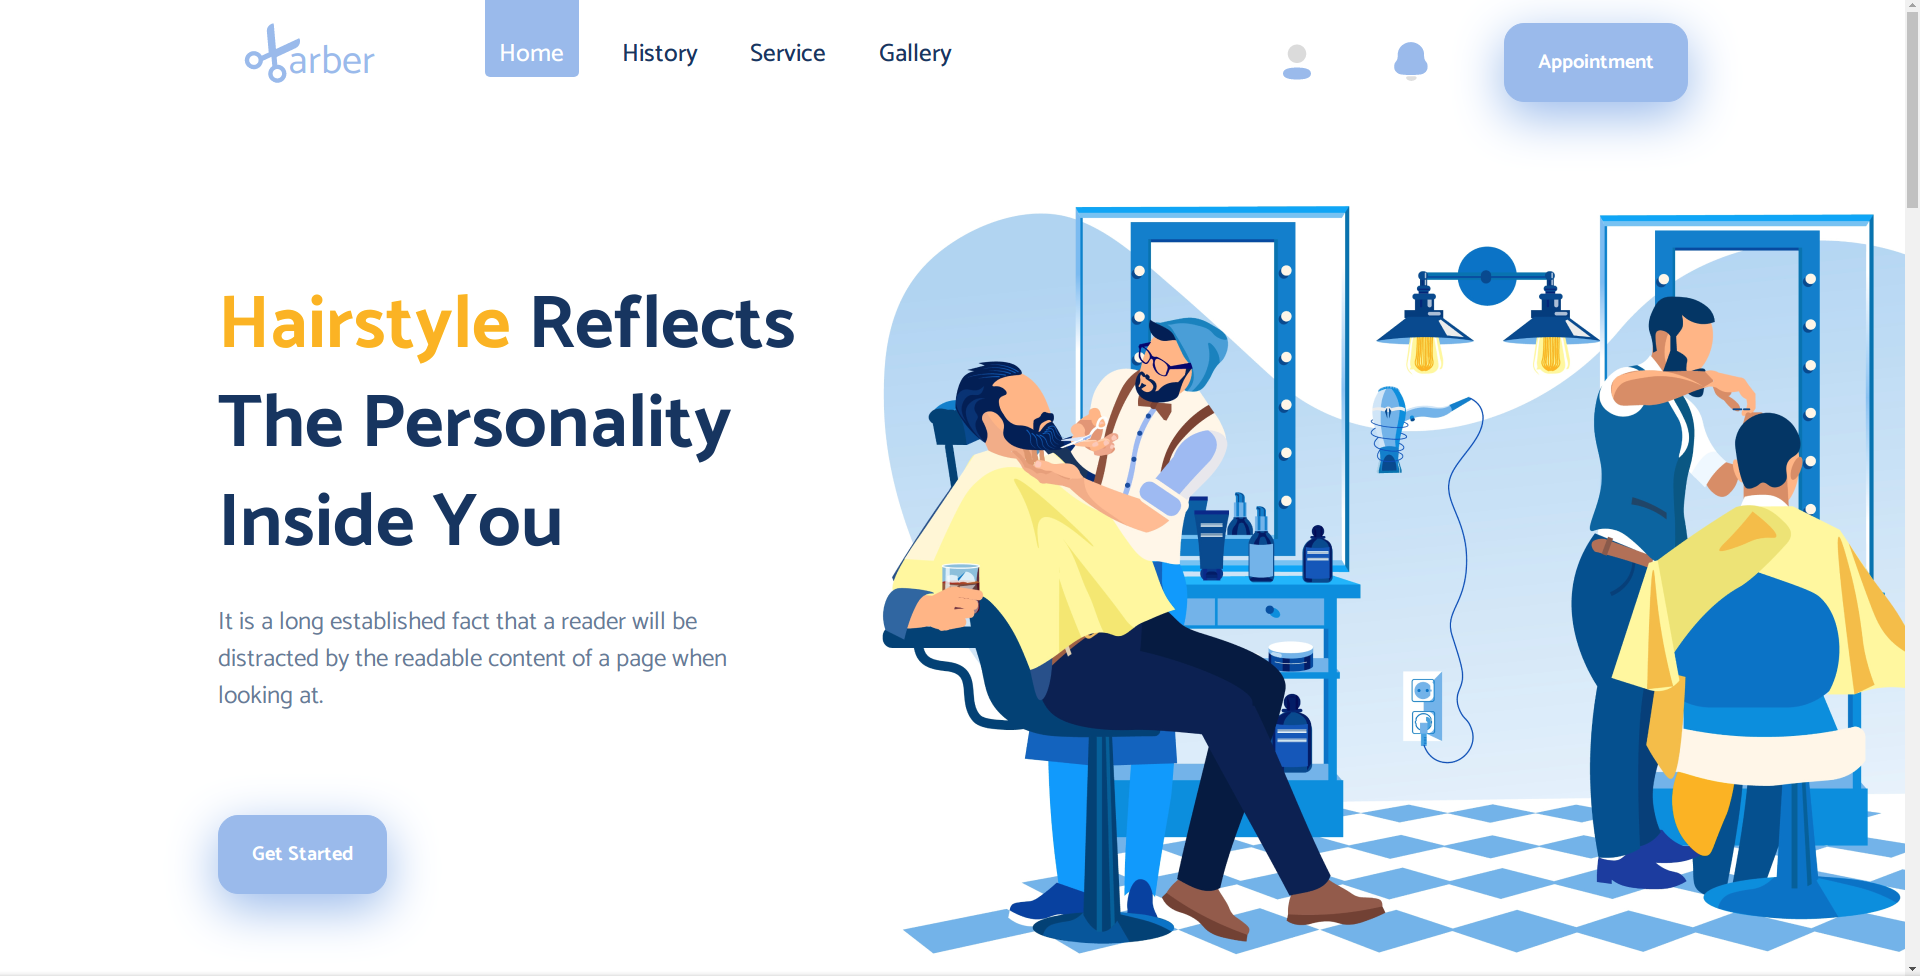 arber
Home
History
Service
Gallery
Appointment
Hairstyle Reflects
The Personality
Inside You
It is a long established fact that a reader will be
distracted by the readable content of a page when
looking at.
Get Started